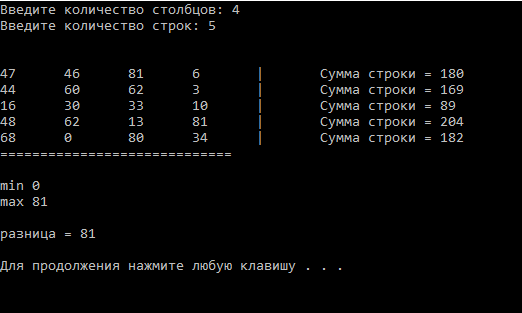 Введите количество столбцов: 4
Введите количество строк: 5
47 46 81 6 | Сумма строки = 180
44 60 62 3 | Сумма строки = 169
16 30 33 10 | Сумма строки = 89
48 62 13 81 | Сумма строки = 204
68 0 80 34 | Сумма строки = 182
=============================
min 0
max 81
разница = 81
Для продолжения нажмите любую клавишу . . .